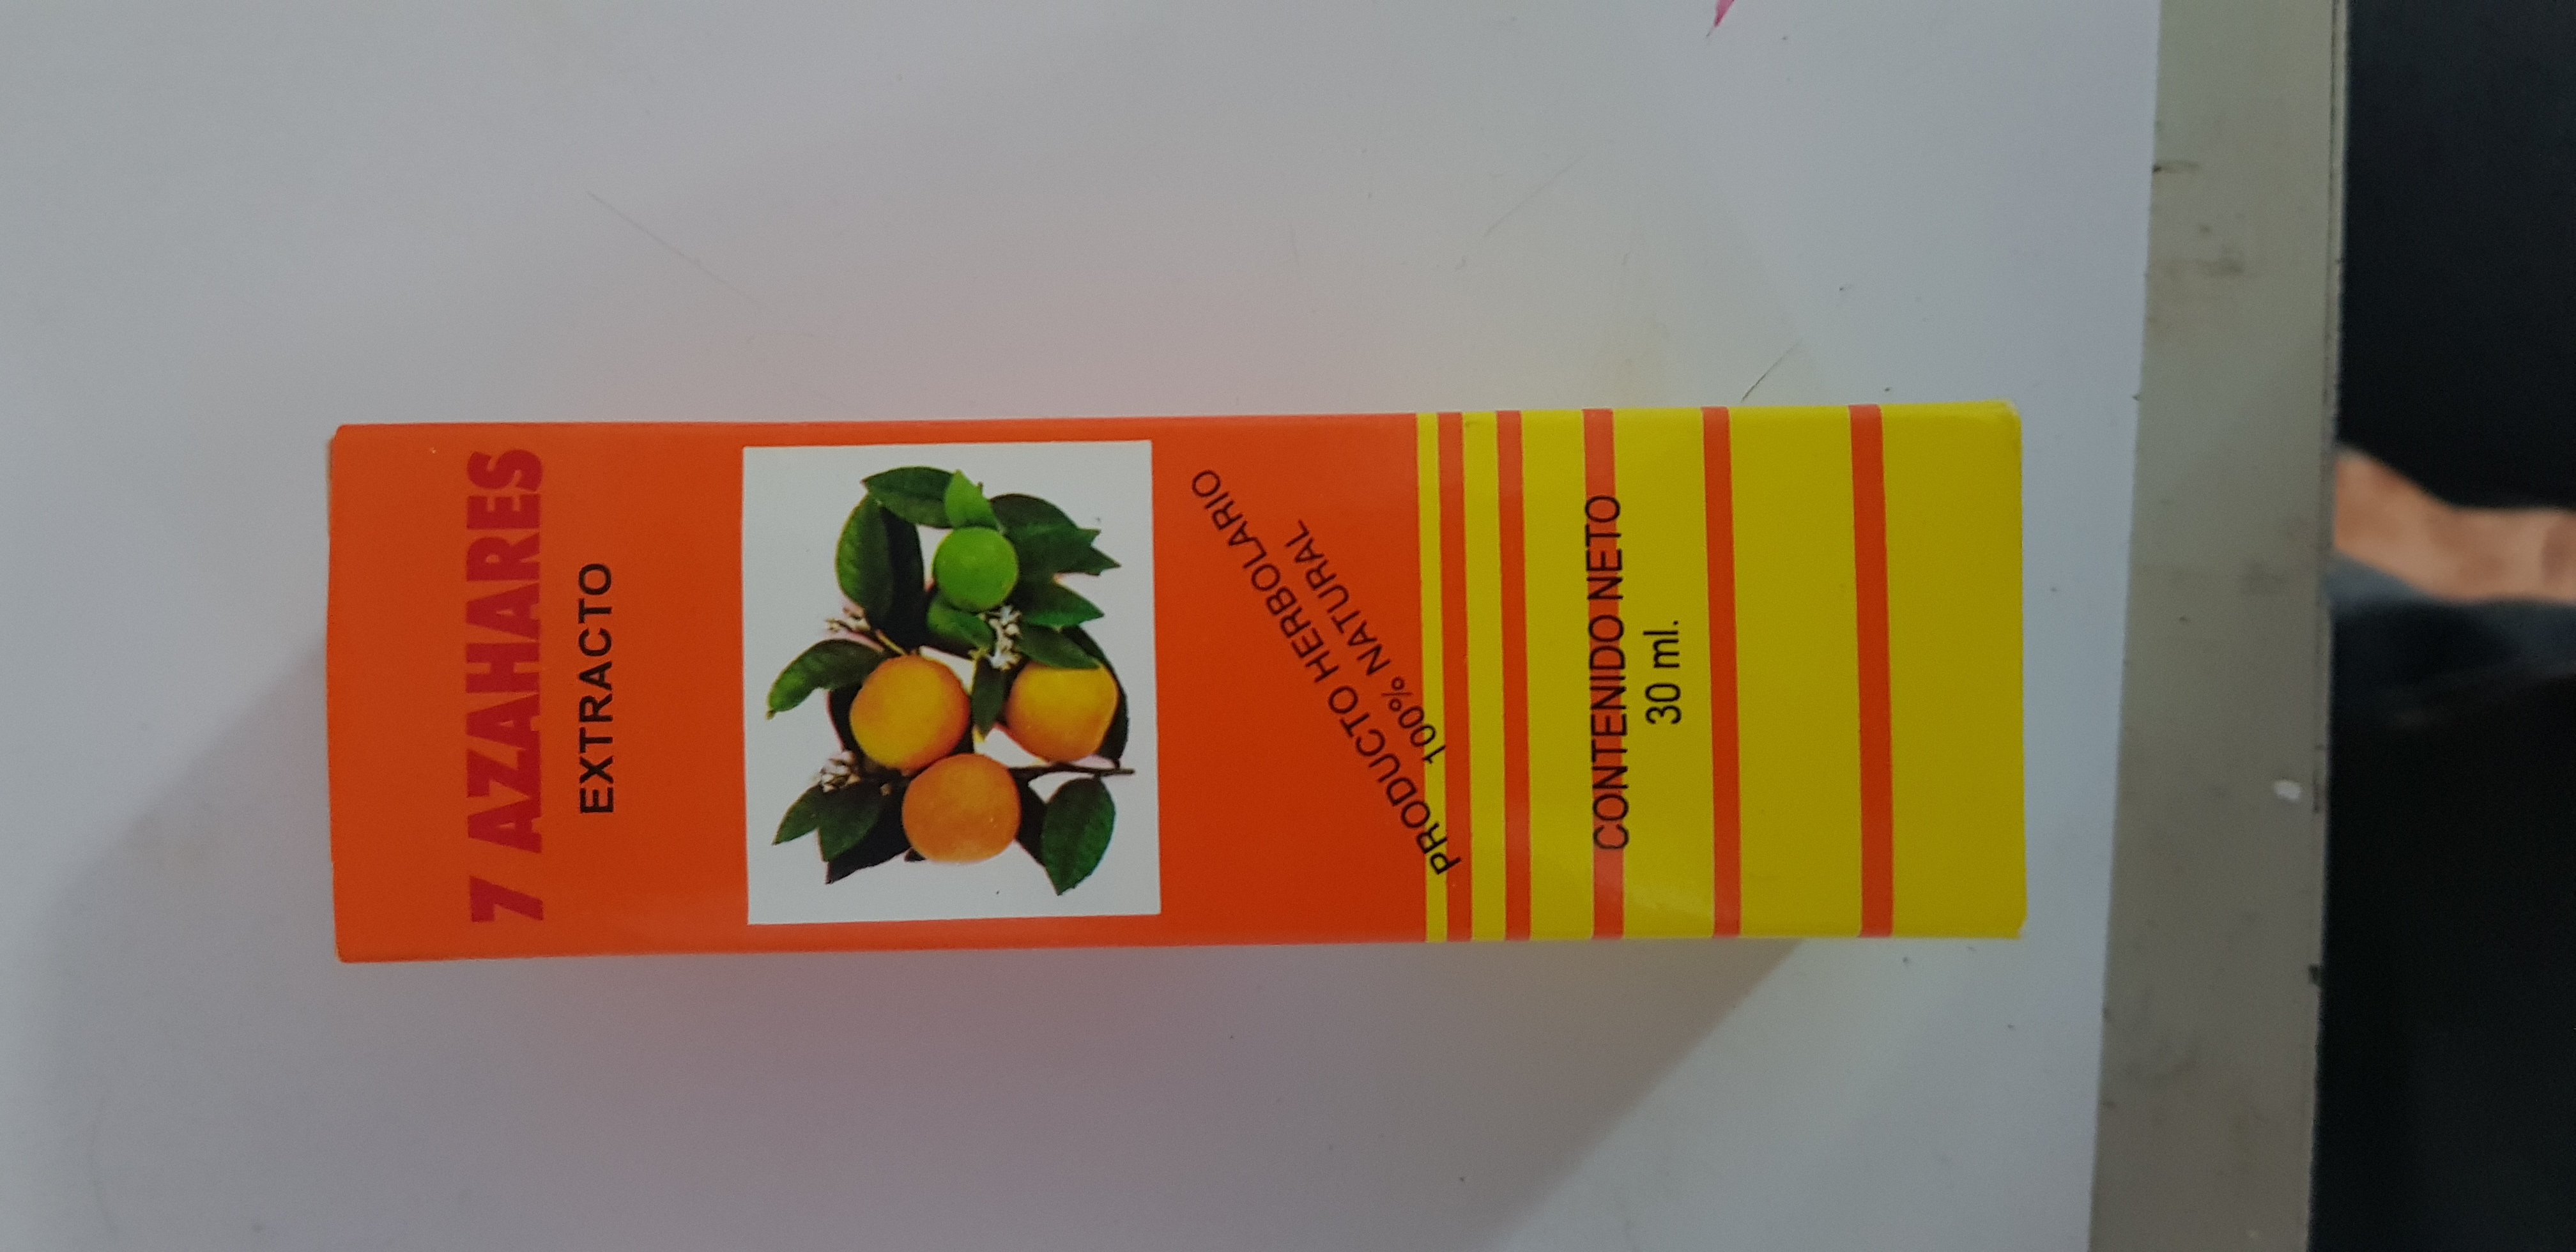 7 AZAHARES
EXTRACTO
PRODUCTO HERBOLARIO
100% NATURAL
CONTENIDO NETO
30 ml.